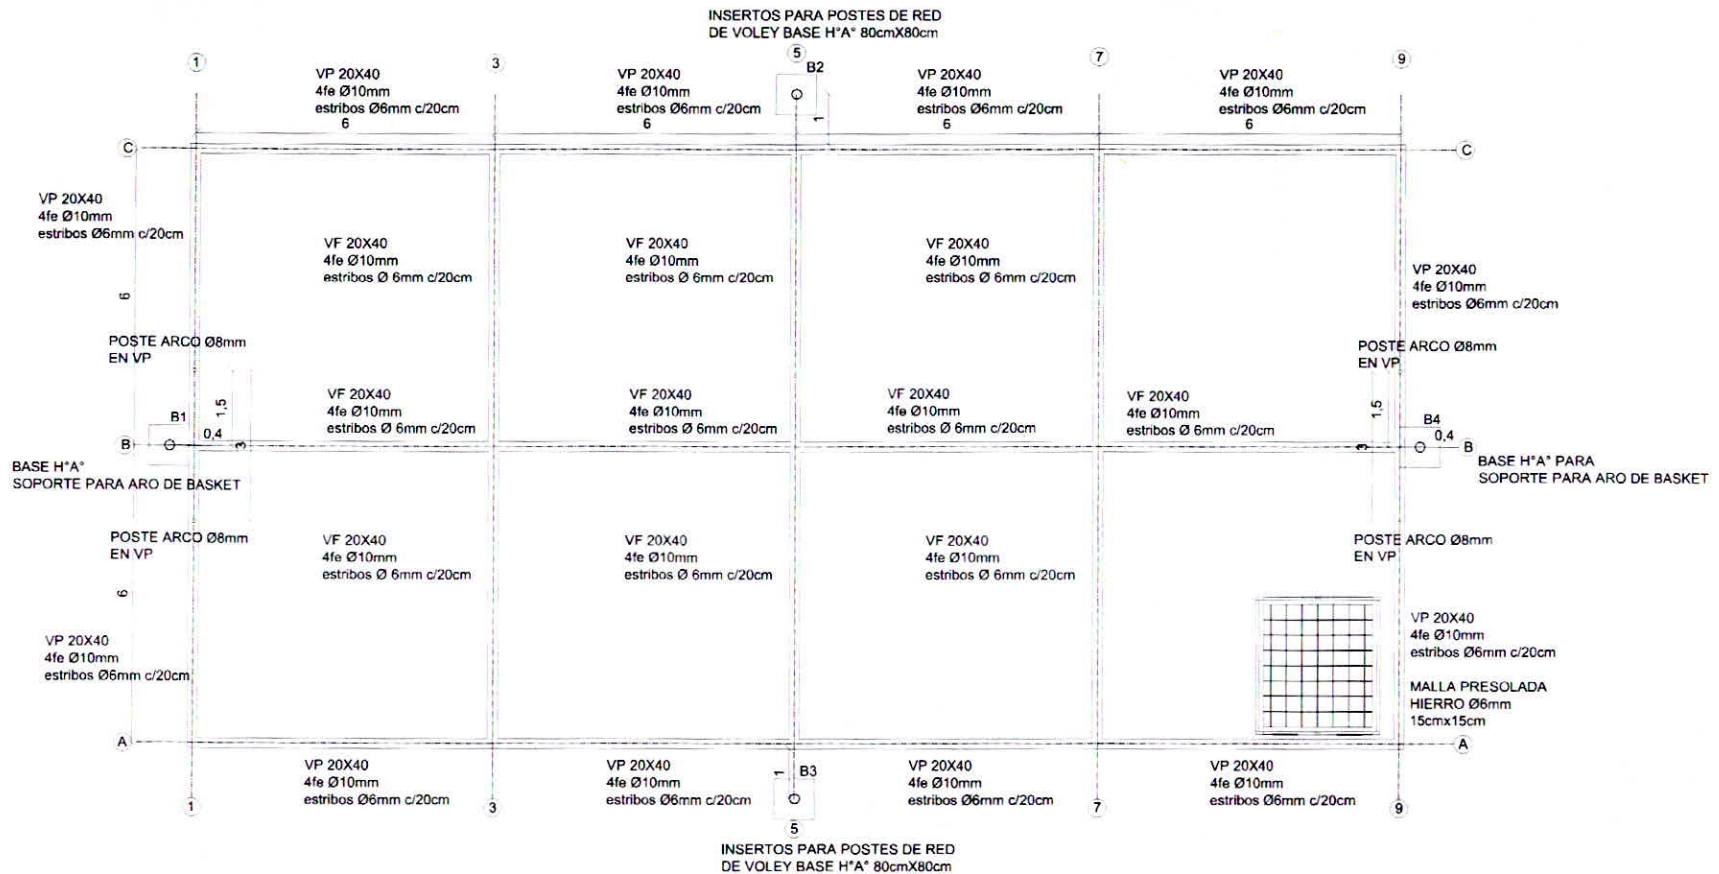 INSERTOS PARA POSTES DE RED
DE VOLEY BASE H°A° 80cmX80cm
1
3
5
7
9
VP 20X40
4fe Ø10mm
estribos Ø6mm c/20cm
6
VP 20X40
4fe Ø10mm
estribos Ø6mm c/20cm
6
B2
1
VP 20X40
4fe Ø10mm
estribos Ø6mm c/20cm
6
VP 20X40
4fe Ø10mm
estribos Ø6mm c/20cm
6
C
C
VP 20X40
4fe Ø10mm
estribos Ø6mm c/20cm
6
VF 20X40
4fe Ø10mm
estribos Ø 6mm c/20cm
VF 20X40
4fe Ø10mm
estribos Ø 6mm c/20cm
VF 20X40
4fe Ø10mm
estribos Ø 6mm c/20cm
VP 20X40
4fe Ø10mm
estribos Ø6mm c/20cm
POSTE ARCO Ø8mm
EN VP
POSTE ARCO Ø8mm
EN VP
B1
1,5
0,4
3
VF 20X40
4fe Ø10mm
estribos Ø 6mm c/20cm
VF 20X40
4fe Ø10mm
estribos Ø 6mm c/20cm
VF 20X40
4fe Ø10mm
estribos Ø 6mm c/20cm
VF 20X40
4fe Ø10mm
estribos Ø 6mm c/20cm
1,5
3
B4
0,4
B
B
BASE H°A°
SOPORTE PARA ARO DE BASKET
BASE H°A° PARA
SOPORTE PARA ARO DE BASKET
POSTE ARCO Ø8mm
EN VP
POSTE ARCO Ø8mm
EN VP
VF 20X40
4fe Ø10mm
estribos Ø 6mm c/20cm
VF 20X40
4fe Ø10mm
estribos Ø 6mm c/20cm
VF 20X40
4fe Ø10mm
estribos Ø 6mm c/20cm
6
VP 20X40
4fe Ø10mm
estribos Ø6mm c/20cm
VP 20X40
4fe Ø10mm
estribos Ø6mm c/20cm
MALLA PRESOLADA
HIERRO Ø6mm
15cmx15cm
A
A
VP 20X40
4fe Ø10mm
estribos Ø6mm c/20cm
VP 20X40
4fe Ø10mm
estribos Ø6mm c/20cm
1
B3
VP 20X40
4fe Ø10mm
estribos Ø6mm c/20cm
VP 20X40
4fe Ø10mm
estribos Ø6mm c/20cm
1
3
5
7
9
INSERTOS PARA POSTES DE RED
DE VOLEY BASE H°A° 80cmX80cm